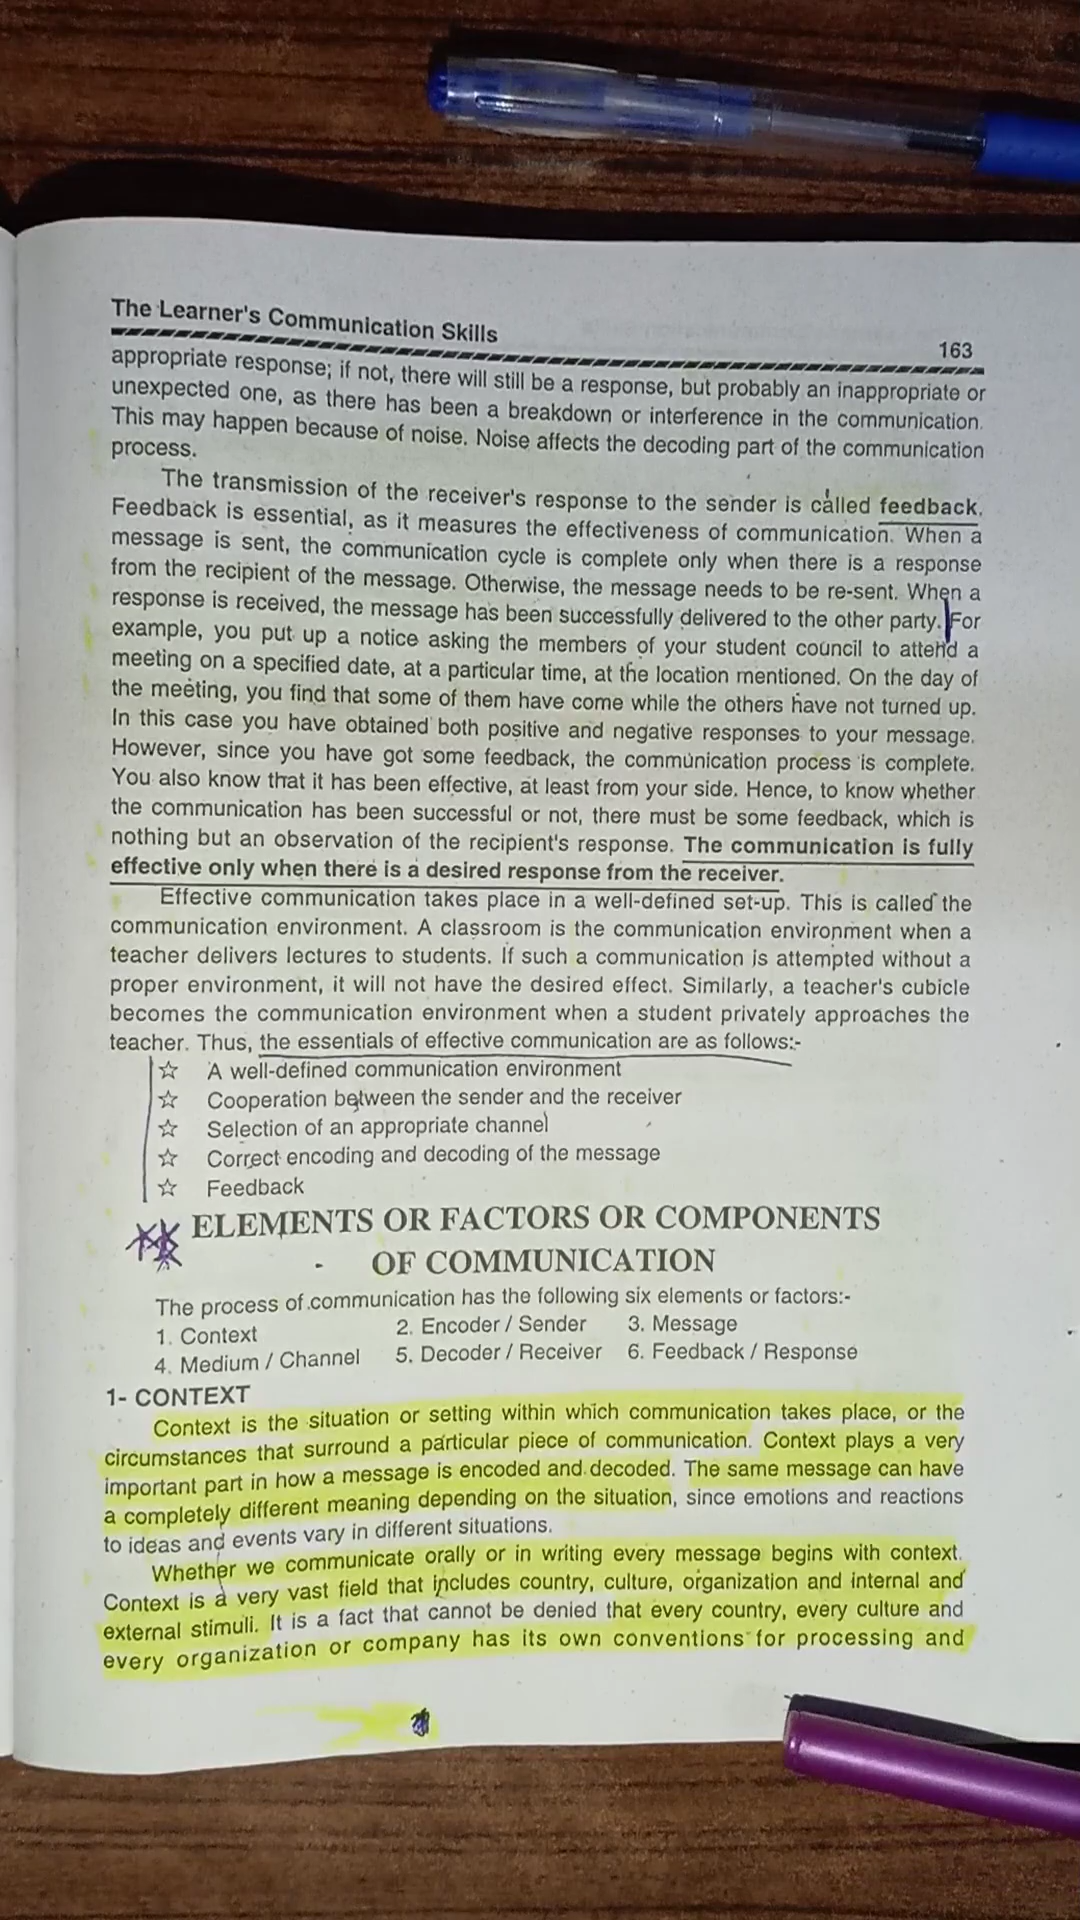 The Learner's Communication Skills
163
appropriate response; if not, there will still be a response, but probably an inappropriate or
unexpected one, as there has been a breakdown or interference in the communication.
This may happen because of noise. Noise affects the decoding part of the communication
process.
The transmission of the receiver's response to the sender is called feedback.
Feedback is essential, as it measures the effectiveness of communication. When a
message is sent, the communication cycle is complete only when there is a response
from the recipient of the message. Otherwise, the message needs to be re-sent. When a
response is received, the message has been successfully delivered to the other party. For
example, you put up a notice asking the members of your student council to attend a
meeting on a specified date, at a particular time, at the location mentioned. On the day of
the meeting, you find that some of them have come while the others have not turned up.
In this case you have obtained both positive and negative responses to your message.
However, since you have got some feedback, the communication process is complete.
You also know that it has been effective, at least from your side. Hence, to know whether
the communication has been successful or not, there must be some feedback, which is
nothing but an observation of the recipient's response. The communication is fully
effective only when there is a desired response from the receiver.
Effective communication takes place in a well-defined set-up. This is called the
communication environment. A classroom is the communication environment when a
teacher delivers lectures to students. If such a communication is attempted without a
proper environment, it will not have the desired effect. Similarly, a teacher's cubicle
becomes the communication environment when a student privately approaches the
teacher. Thus, the essentials of effective communication are as follows:-
☆ A well-defined communication environment
☆ Cooperation between the sender and the receiver
☆ Selection of an appropriate channel
☆ Correct encoding and decoding of the message
☆ Feedback
ELEMENTS OR FACTORS OR COMPONENTS
OF COMMUNICATION
The process of communication has the following six elements or factors:-
1. Context 2. Encoder / Sender 3. Message
4. Medium / Channel 5. Decoder / Receiver 6. Feedback / Response
1- CONTEXT
Context is the situation or setting within which communication takes place, or the
circumstances that surround a particular piece of communication. Context plays a very
important part in how a message is encoded and decoded. The same message can have
a completely different meaning depending on the situation, since emotions and reactions
to ideas and events vary in different situations.
Whether we communicate orally or in writing every message begins with context.
Context is a very vast field that includes country, culture, organization and internal and
external stimuli. It is a fact that cannot be denied that every country, every culture and
every organization or company has its own conventions for processing and